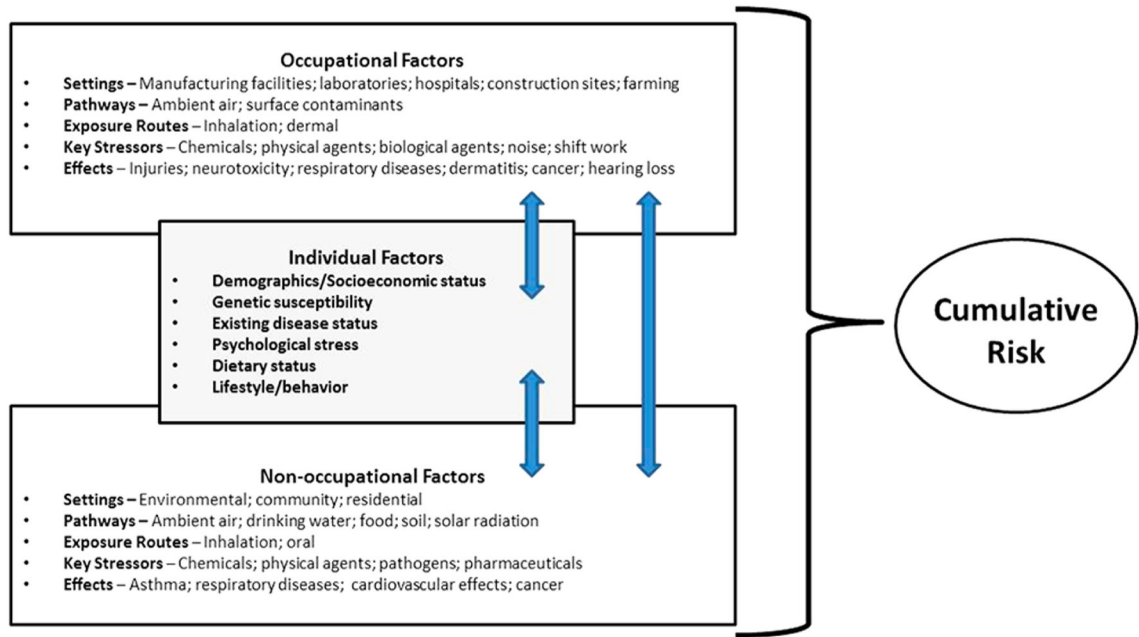 Occupational Factors
• Settings – Manufacturing facilities; laboratories; hospitals; construction sites; farming
• Pathways – Ambient air; surface contaminants
• Exposure Routes – Inhalation; dermal
• Key Stressors – Chemicals; physical agents; biological agents; noise; shift work
• Effects – Injuries; neurotoxicity; respiratory diseases; dermatitis; cancer; hearing loss
Individual Factors
• Demographics/Socioeconomic status
• Genetic susceptibility
• Existing disease status
• Psychological stress
• Dietary status
• Lifestyle/behavior
Non-occupational Factors
• Settings – Environmental; community; residential
• Pathways – Ambient air; drinking water; food; soil; solar radiation
• Exposure Routes – Inhalation; oral
• Key Stressors – Chemicals; physical agents; pathogens; pharmaceuticals
• Effects – Asthma; respiratory diseases; cardiovascular effects; cancer
Cumulative
Risk